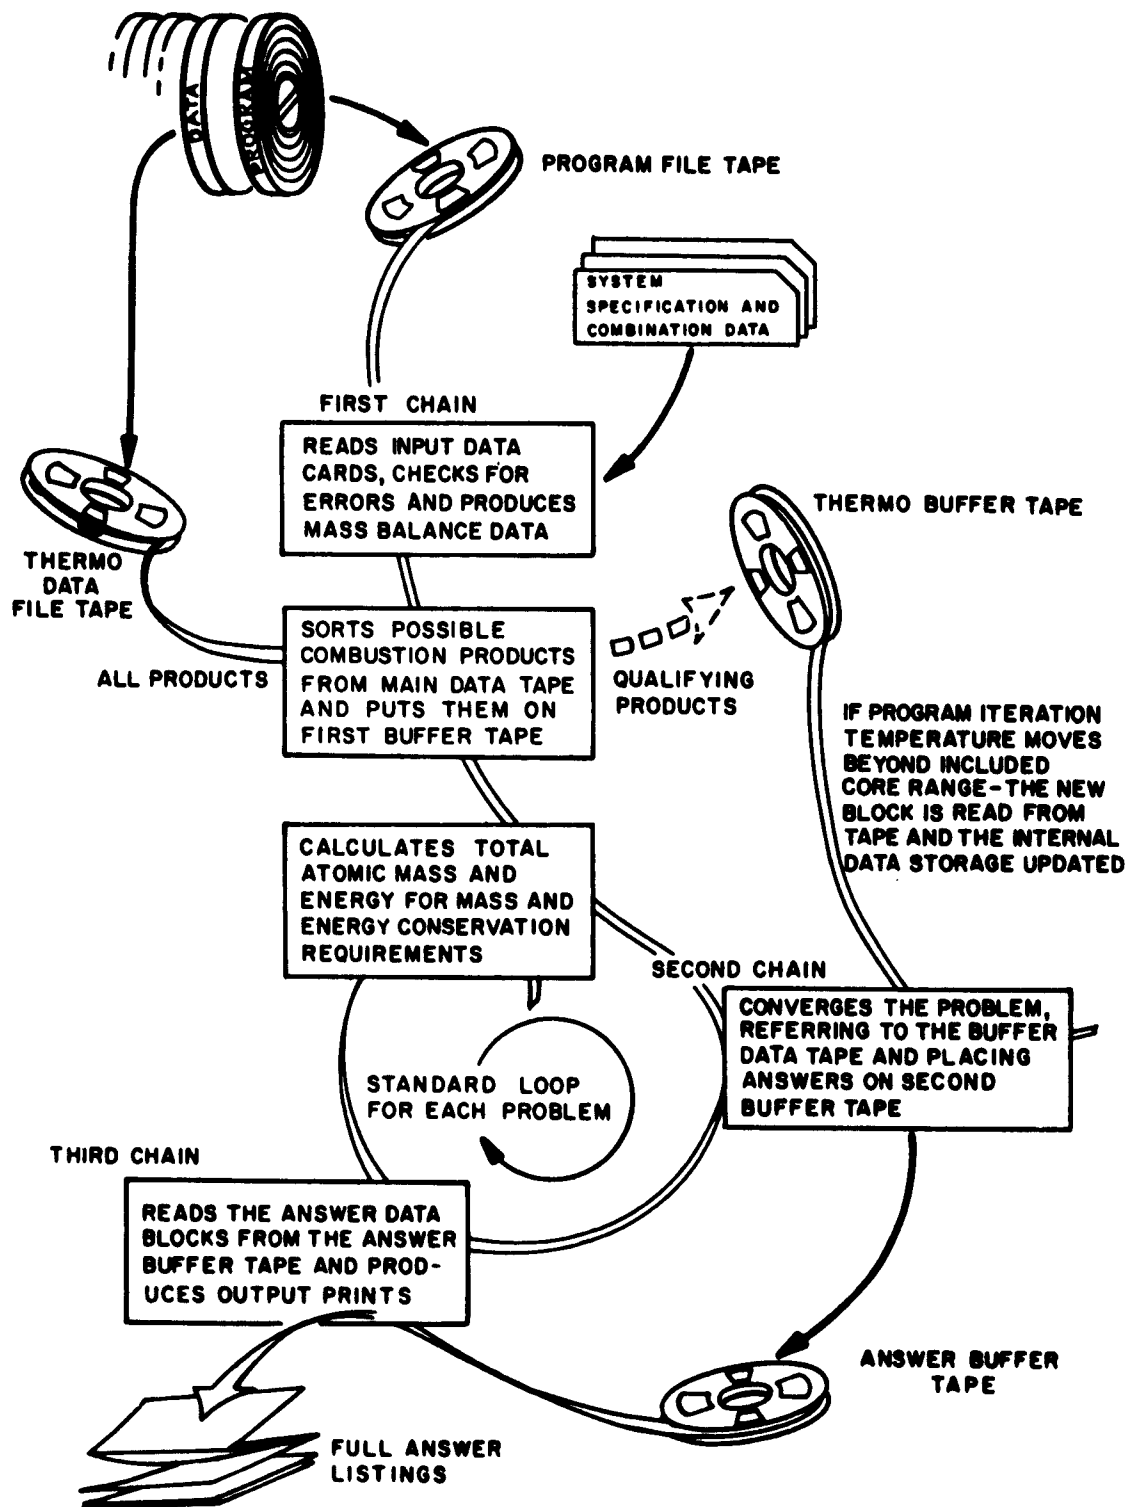 DATA
PROGRAM
PROGRAM FILE TAPE
SYSTEM
SPECIFICATION AND
COMBINATION DATA
FIRST CHAIN
READS INPUT DATA
CARDS, CHECKS FOR
ERRORS AND PRODUCES
MASS BALANCE DATA
THERMO BUFFER TAPE
THERMO
DATA
FILE TAPE
ALL PRODUCTS
SORTS POSSIBLE
COMBUSTION PRODUCTS
FROM MAIN DATA TAPE
AND PUTS THEM ON
FIRST BUFFER TAPE
QUALIFYING
PRODUCTS
IF PROGRAM ITERATION
TEMPERATURE MOVES
BEYOND INCLUDED
CORE RANGE-THE NEW
BLOCK IS READ FROM
TAPE AND THE INTERNAL
DATA STORAGE UPDATED
CALCULATES TOTAL
ATOMIC MASS AND
ENERGY FOR MASS AND
ENERGY CONSERVATION
REQUIREMENTS
SECOND CHAIN
CONVERGES THE PROBLEM,
REFERRING TO THE BUFFER
DATA TAPE AND PLACING
ANSWERS ON SECOND
BUFFER TAPE
STANDARD LOOP
FOR EACH PROBLEM
THIRD CHAIN
READS THE ANSWER DATA
BLOCKS FROM THE ANSWER
BUFFER TAPE AND PROD-
UCES OUTPUT PRINTS
ANSWER BUFFER
TAPE
FULL ANSWER
LISTINGS